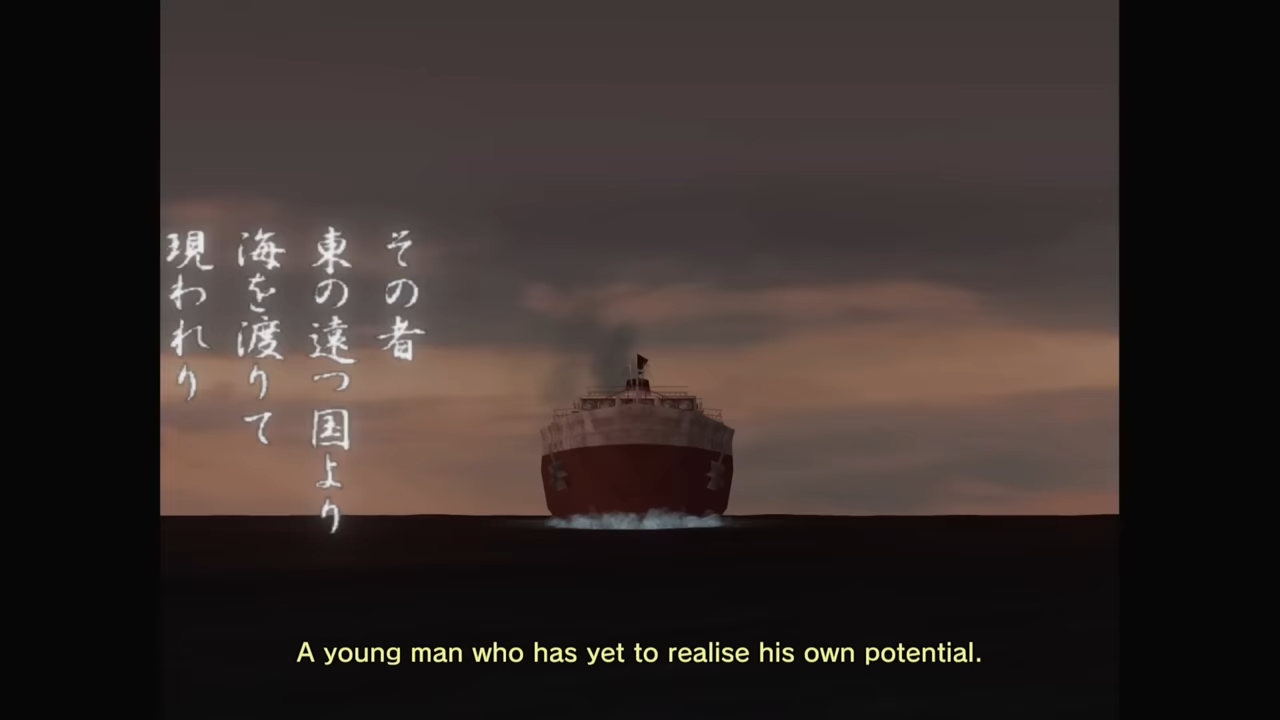 その者
東の遠つ国より
海を渡りて
現われり
A young man who has yet to realise his own potential.